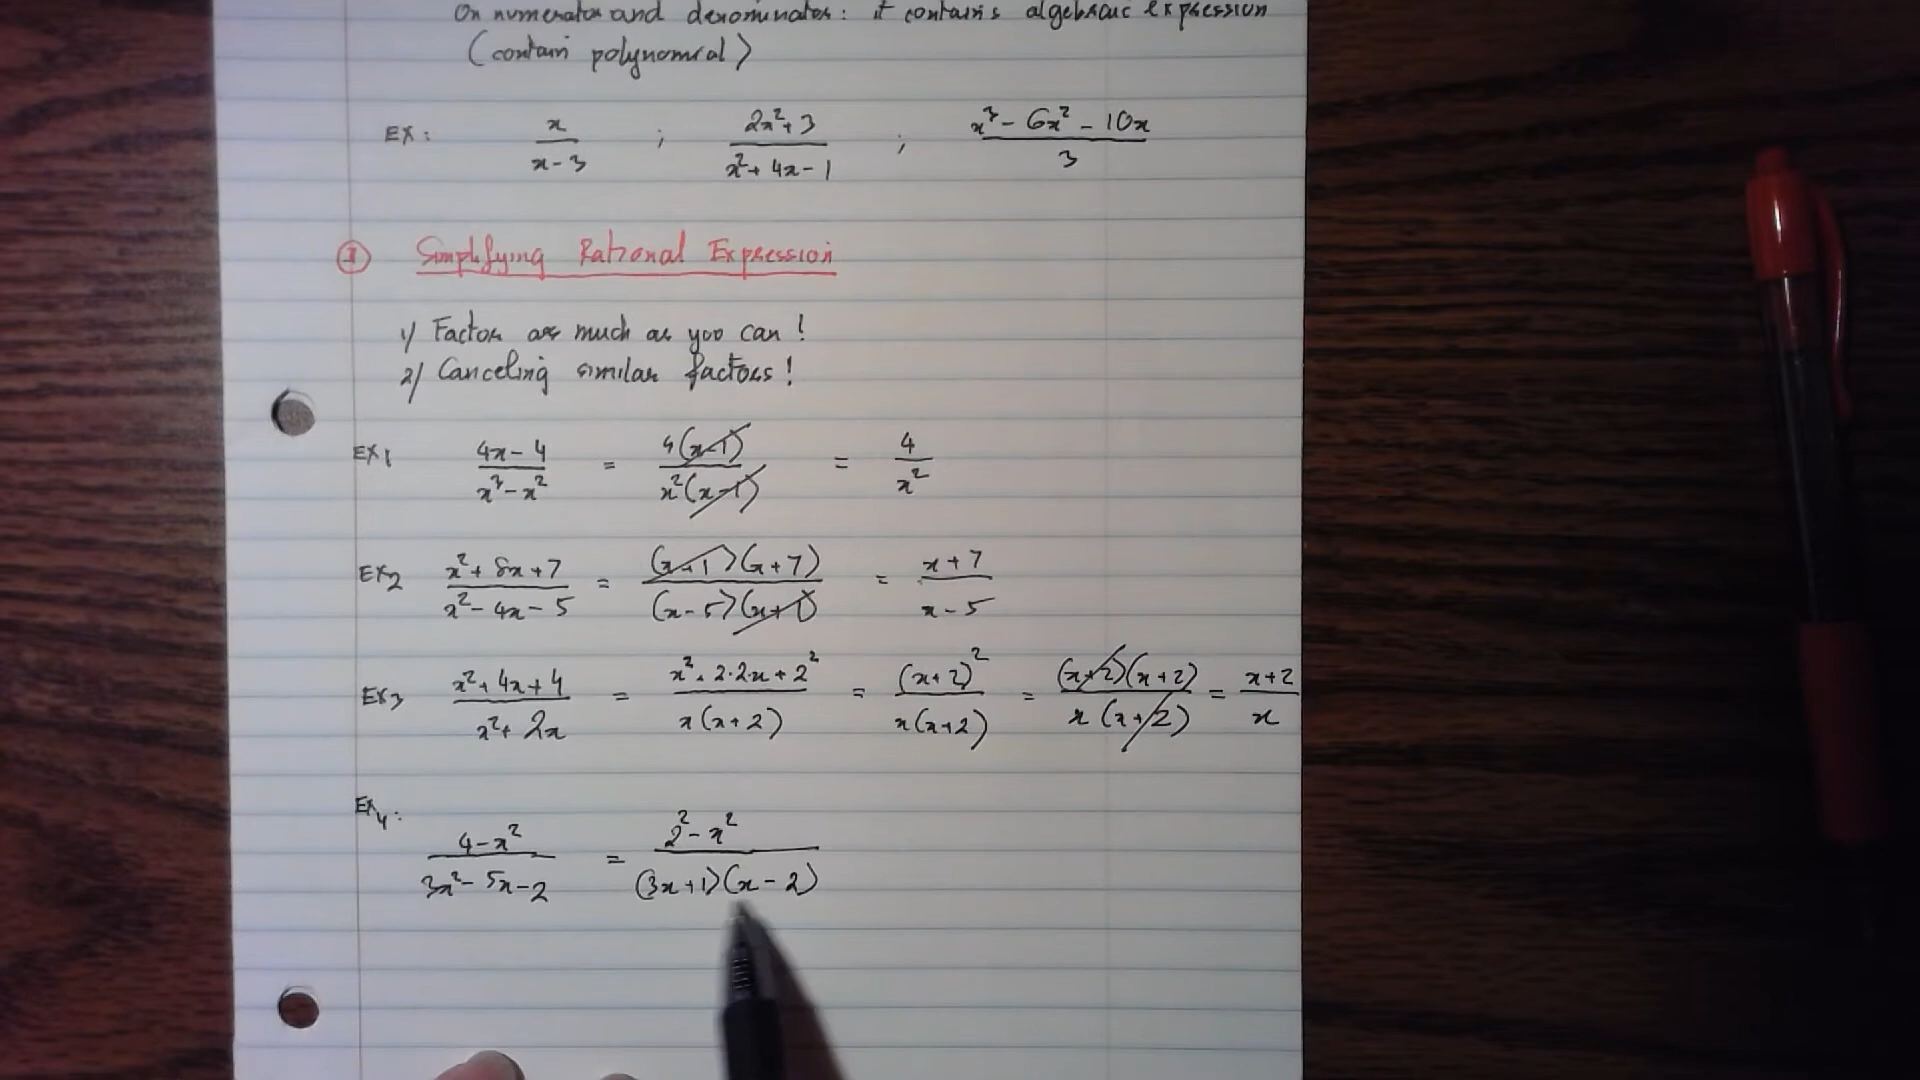 On numerator and denominator: it contains algebraic expression
(contain polynomial)
EX: x/(x-3) ; (2x²+3)/(x²+4x-1) ; (x³-6x²-10x)/3
① Simplifying Rational Expression
1) Factor as much as you can!
2) Canceling similar factors!
EX1 (4x-4)/(x³-x²) = 4(x-1)/x²(x-1) = 4/x²
EX2 (x²+8x+7)/(x²-4x-5) = (x+1)(x+7)/(x-5)(x+1) = (x+7)/(x-5)
EX3 (x²+4x+4)/(x²+2x) = (x²+2·2·x+2²)/x(x+2) = (x+2)²/x(x+2) = (x+2)(x+2)/x(x+2) = (x+2)/x
EX4: (4-x²)/(3x²-5x-2) = (2²-x²)/(3x+1)(x-2)